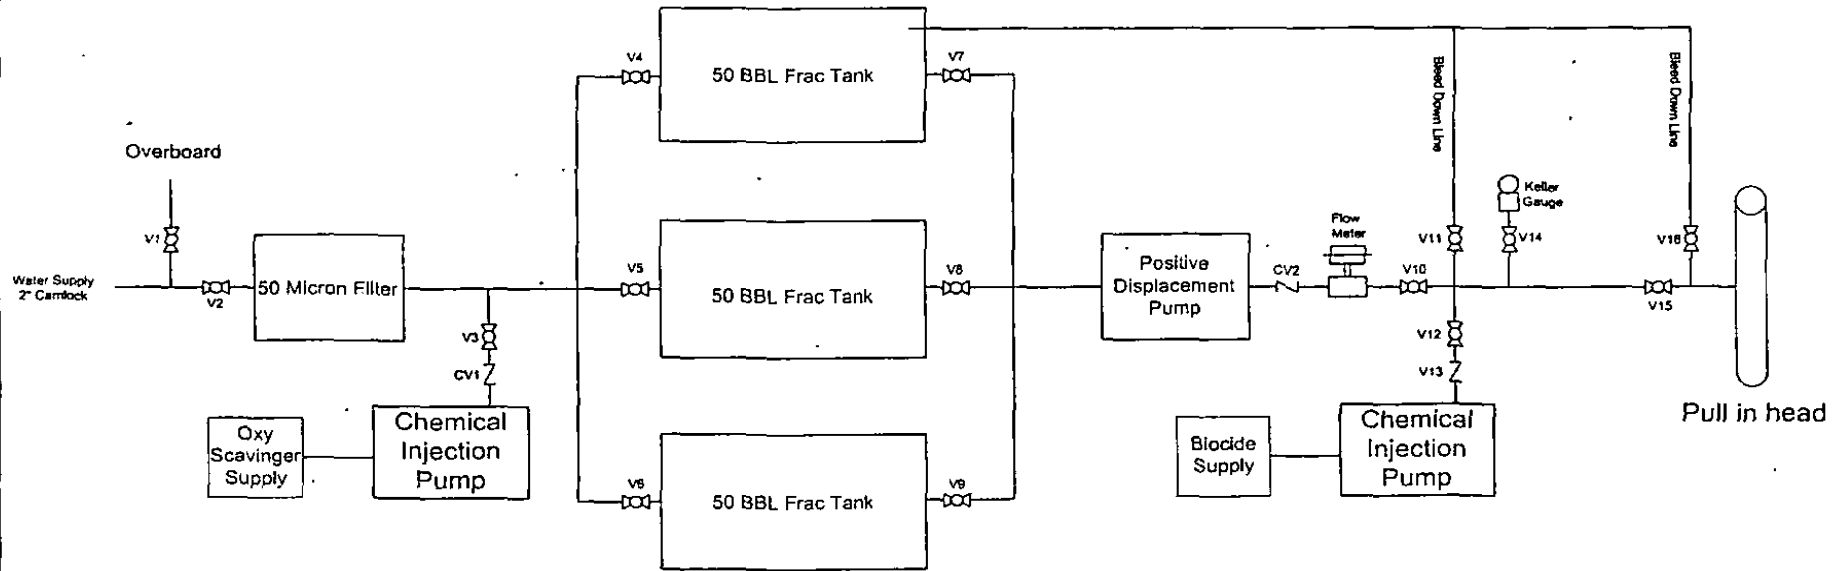 V4
V7
50 BBL Frac Tank
Bleed Down Line
Bleed Down Line
Overboard
V1
Water Supply
2" Camlock
V2
50 Micron Filter
V3
CV1
Oxy
Scavinger
Supply
Chemical
Injection
Pump
V5
50 BBL Frac Tank
V8
V6
50 BBL Frac Tank
V9
Positive
Displacement
Pump
CV2
Flow
Meter
V10
V11
Keller
Gauge
V14
V16
V15
V12
V13
Biocide
Supply
Chemical
Injection
Pump
Pull in head